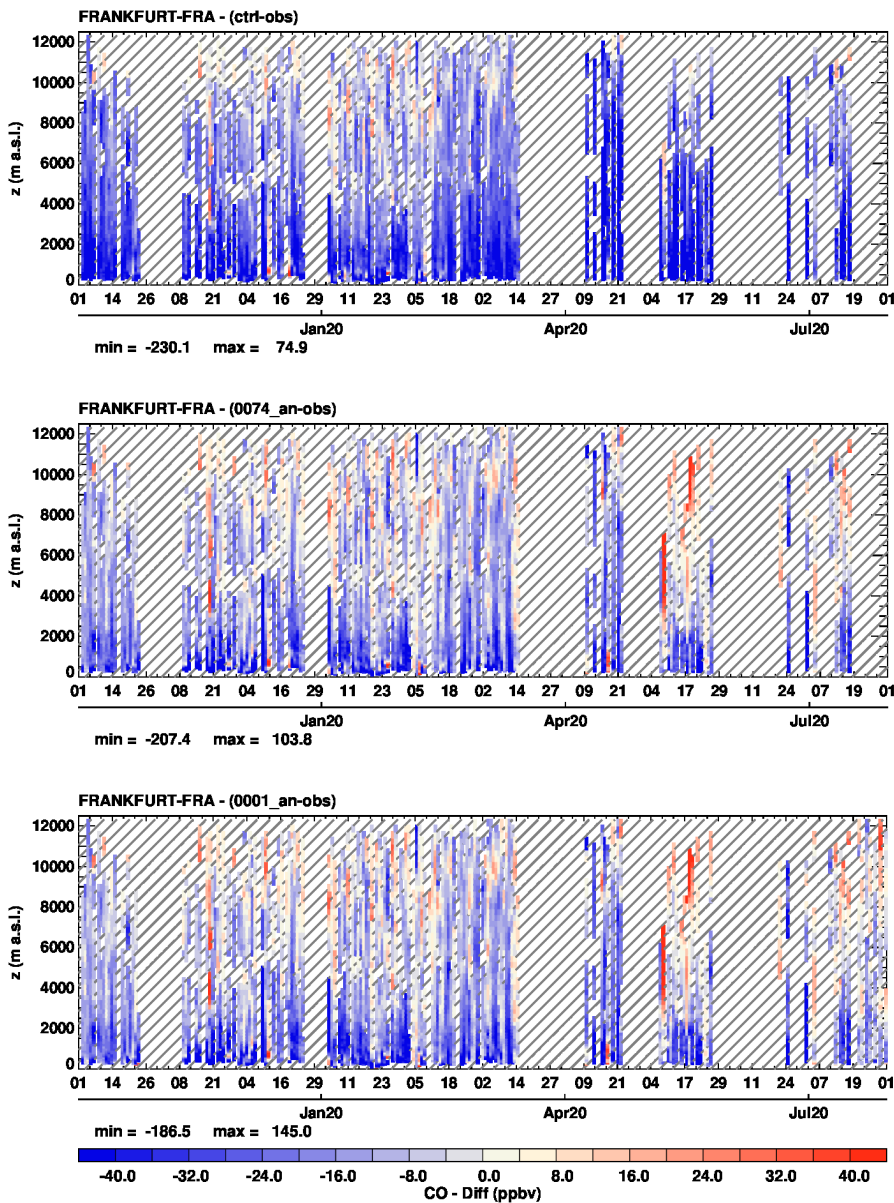 FRANKFURT-FRA - (ctrl-obs)
12000
10000
8000
6000
4000
2000
0
z (m a.s.l.)
01 14 26 08 21 04 16 29 11 23 05 18 02 14 27 09 21 04 17 29 11 24 07 19 01
Jan20 Apr20 Jul20
min = -230.1 max = 74.9
FRANKFURT-FRA - (0074_an-obs)
12000
10000
8000
6000
4000
2000
0
z (m a.s.l.)
01 14 26 08 21 04 16 29 11 23 05 18 02 14 27 09 21 04 17 29 11 24 07 19 01
Jan20 Apr20 Jul20
min = -207.4 max = 103.8
FRANKFURT-FRA - (0001_an-obs)
12000
10000
8000
6000
4000
2000
0
z (m a.s.l.)
01 14 26 08 21 04 16 29 11 23 05 18 02 14 27 09 21 04 17 29 11 24 07 19 01
Jan20 Apr20 Jul20
min = -186.5 max = 145.0
-40.0 -32.0 -24.0 -16.0 -8.0 0.0 8.0 16.0 24.0 32.0 40.0
CO - Diff (ppbv)